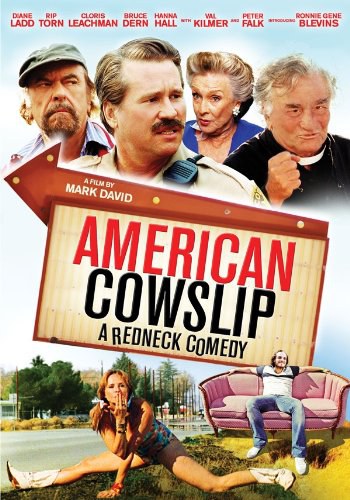 DIANE LADD RIP TORN CLORIS LEACHMAN BRUCE DERN HANNA HALL WITH VAL KILMER AND PETER FALK INTRODUCING RONNIE GENE BLEVINS
A FILM BY
MARK DAVID
AMERICAN
COWSLIP
A REDNECK COMEDY